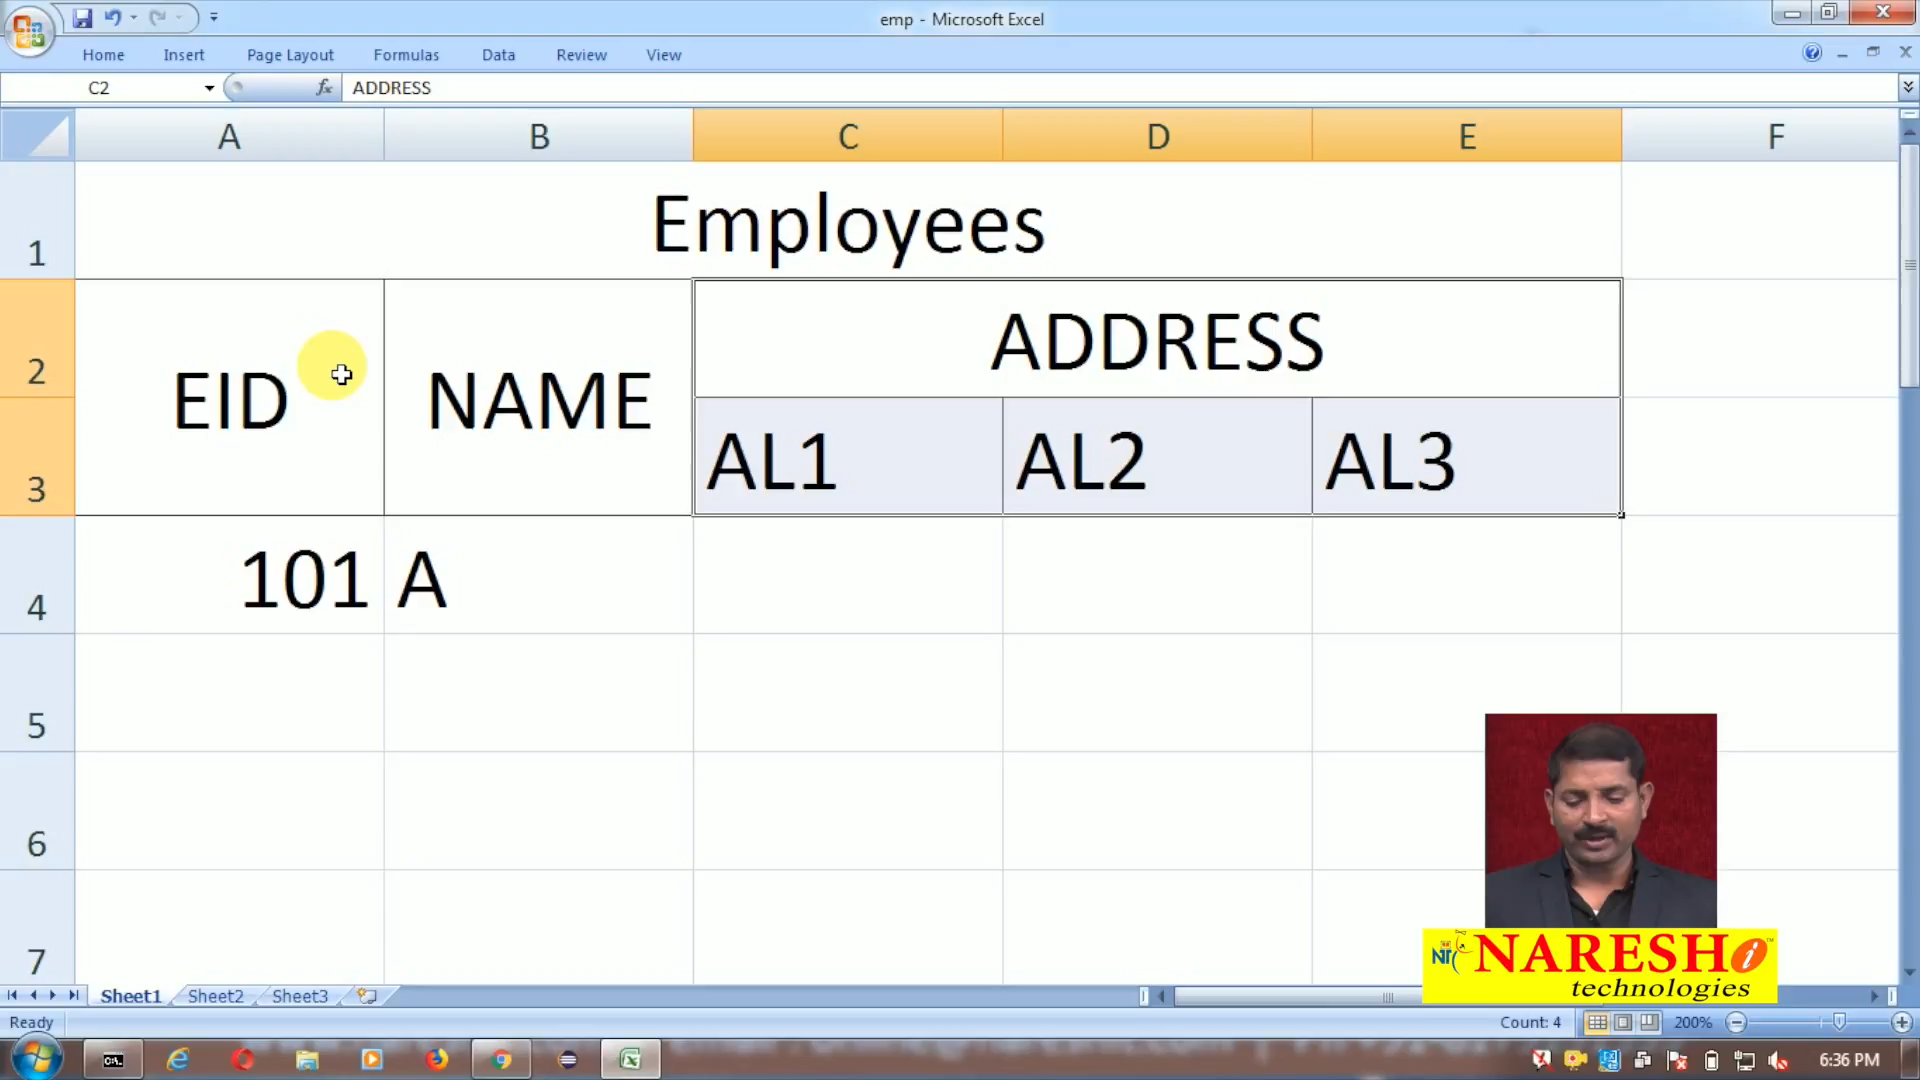 emp - Microsoft Excel
Home Insert Page Layout Formulas Data Review View
C2 fx ADDRESS
A B C D E F
1 Employees
2 ADDRESS
EID NAME
3 AL1 AL2 AL3
4 101 A
5
6
7
NT NARESH i
technologies
Sheet1 Sheet2 Sheet3
Ready Count: 4 200%
6:36 PM